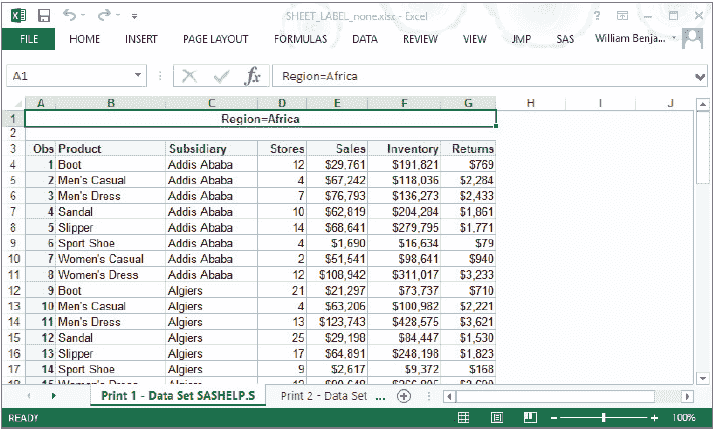 SHEET_LABEL_none.xlsx - Excel
FILE HOME INSERT PAGE LAYOUT FORMULAS DATA REVIEW VIEW JMP SAS William Benja...
A1 fx Region=Africa
A B C D E F G H I J
1 Region=Africa
2
3 Obs Product Subsidiary Stores Sales Inventory Returns
4 1 Boot Addis Ababa 12 $29,761 $191,821 $769
5 2 Men's Casual Addis Ababa 4 $67,242 $118,036 $2,284
6 3 Men's Dress Addis Ababa 7 $76,793 $136,273 $2,433
7 4 Sandal Addis Ababa 10 $62,819 $204,284 $1,861
8 5 Slipper Addis Ababa 14 $68,641 $279,795 $1,771
9 6 Sport Shoe Addis Ababa 4 $1,690 $16,634 $79
10 7 Women's Casual Addis Ababa 2 $51,541 $98,641 $940
11 8 Women's Dress Addis Ababa 12 $108,942 $311,017 $3,233
12 9 Boot Algiers 21 $21,297 $73,737 $710
13 10 Men's Casual Algiers 4 $63,206 $100,982 $2,221
14 11 Men's Dress Algiers 13 $123,743 $428,575 $3,621
15 12 Sandal Algiers 25 $29,198 $84,447 $1,530
16 13 Slipper Algiers 17 $64,891 $248,198 $1,823
17 14 Sport Shoe Algiers 9 $2,617 $9,372 $168
Print 1 - Data Set SASHELP.S Print 2 - Data Set ...
READY 100%